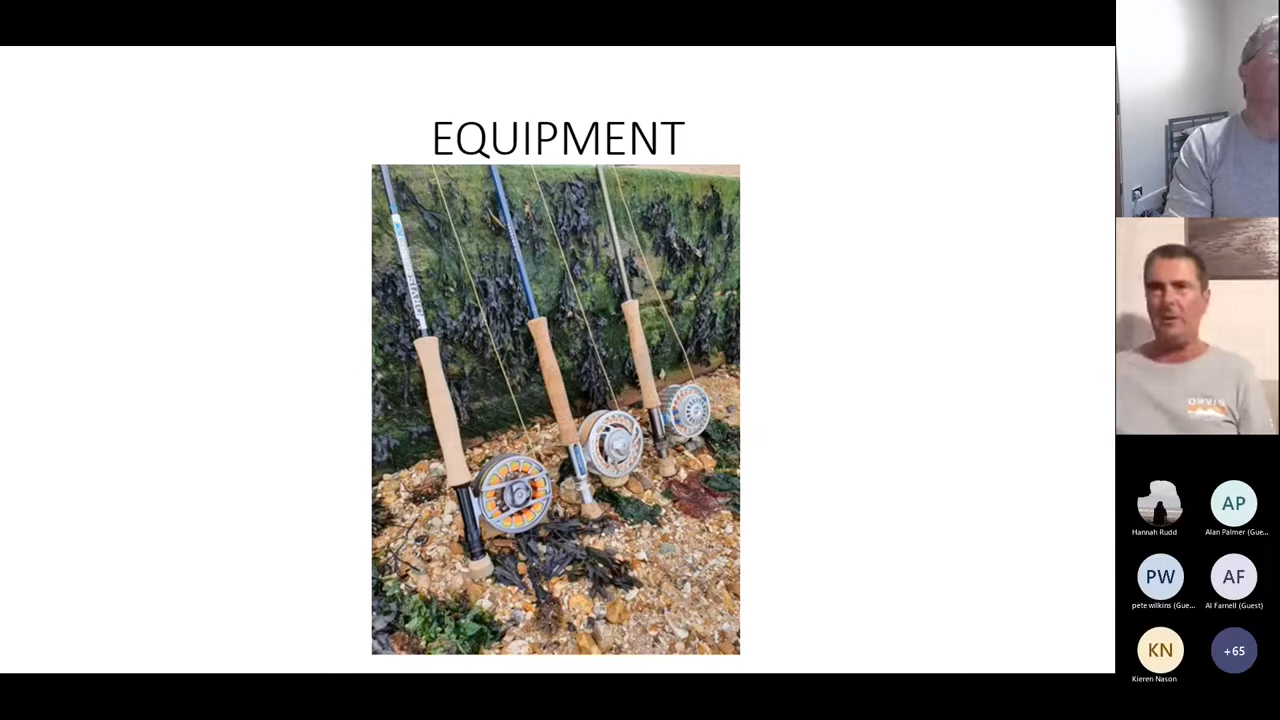 EQUIPMENT
ORVIS
AP
Hannah Rudd
Alan Palmer (Gue...
PW
AF
pete wilkins (Gue...
Al Farnell (Guest)
KN
+65
Kieren Nason